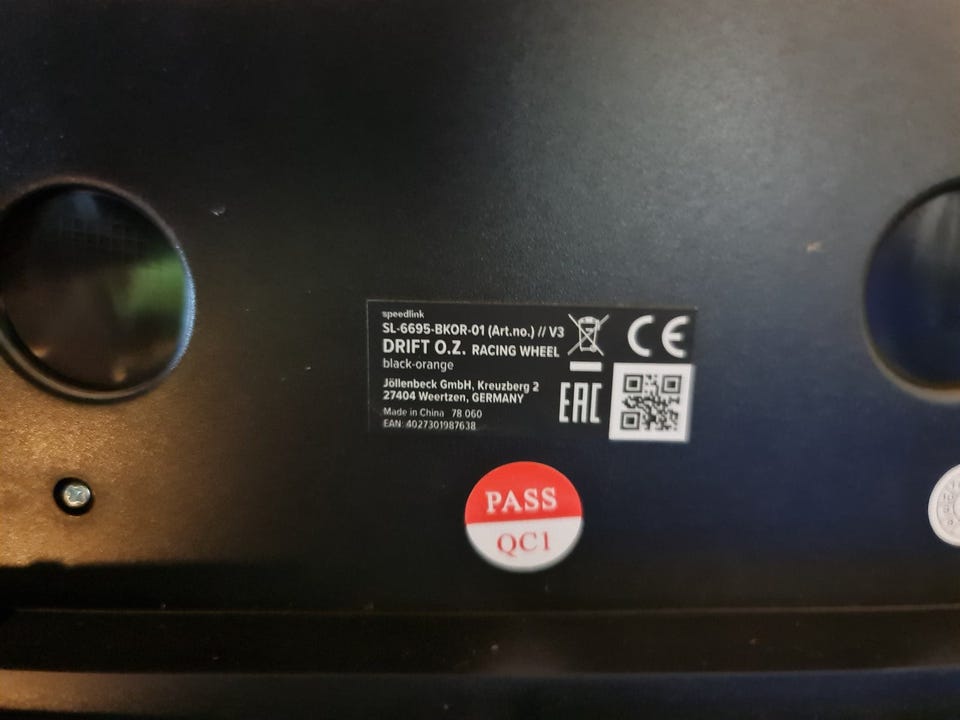 speedlink
SL-6695-BKOR-01 (Art.no.) // V3
DRIFT O.Z. RACING WHEEL
black-orange
Jöllenbeck GmbH, Kreuzberg 2
27404 Weertzen, GERMANY
Made in China 78 060
EAN: 4027301987638
CE
EAC
PASS
QC1